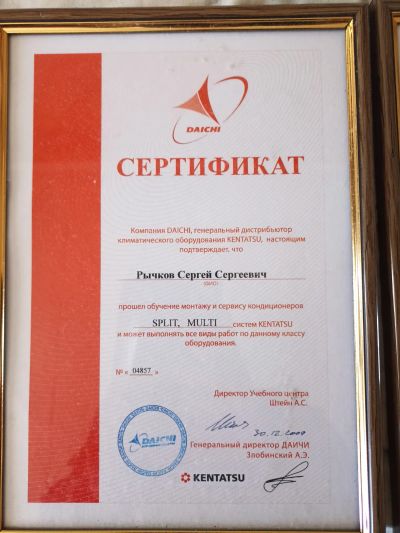 DAICHI
СЕРТИФИКАТ
Компания DAICHI, генеральный дистрибьютор
климатического оборудования KENTATSU, настоящим
подтверждает, что
Рычков Сергей Сергеевич
(ФИО)
прошел обучение монтажу и сервису кондиционеров
SPLIT, MULTI систем KENTATSU
и может выполнять все виды работ по данному классу
оборудования.
№ « 04857 »
Директор Учебного центра
Штейн А.С.
30.12.2009
Генеральный директор ДАИЧИ
Злобинский А.Э.
DAICHI
KENTATSU